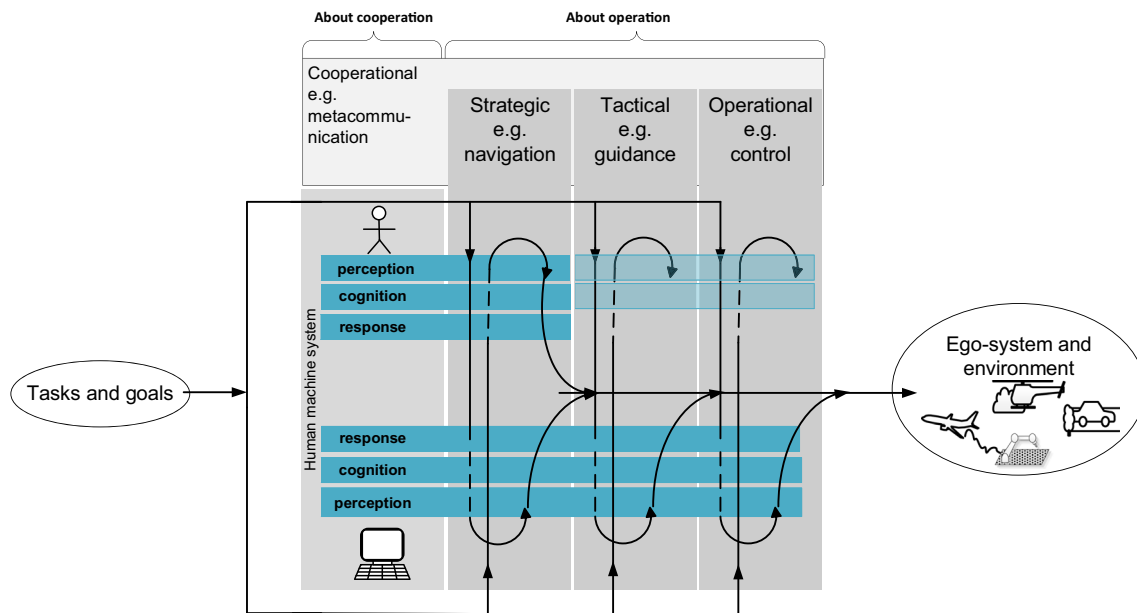 About cooperation
About operation
Cooperational
e.g.
metacommu-
nication
Strategic
e.g.
navigation
Tactical
e.g.
guidance
Operational
e.g.
control
perception
cognition
response
Human machine system
Tasks and goals
Ego-system and
environment
response
cognition
perception